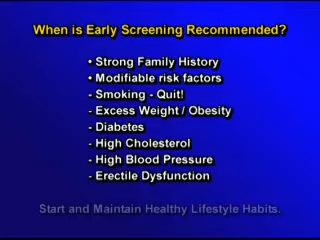 When is Early Screening Recommended?
• Strong Family History
• Modifiable risk factors
- Smoking - Quit!
- Excess Weight / Obesity
- Diabetes
- High Cholesterol
- High Blood Pressure
- Erectile Dysfunction
Start and Maintain Healthy Lifestyle Habits.